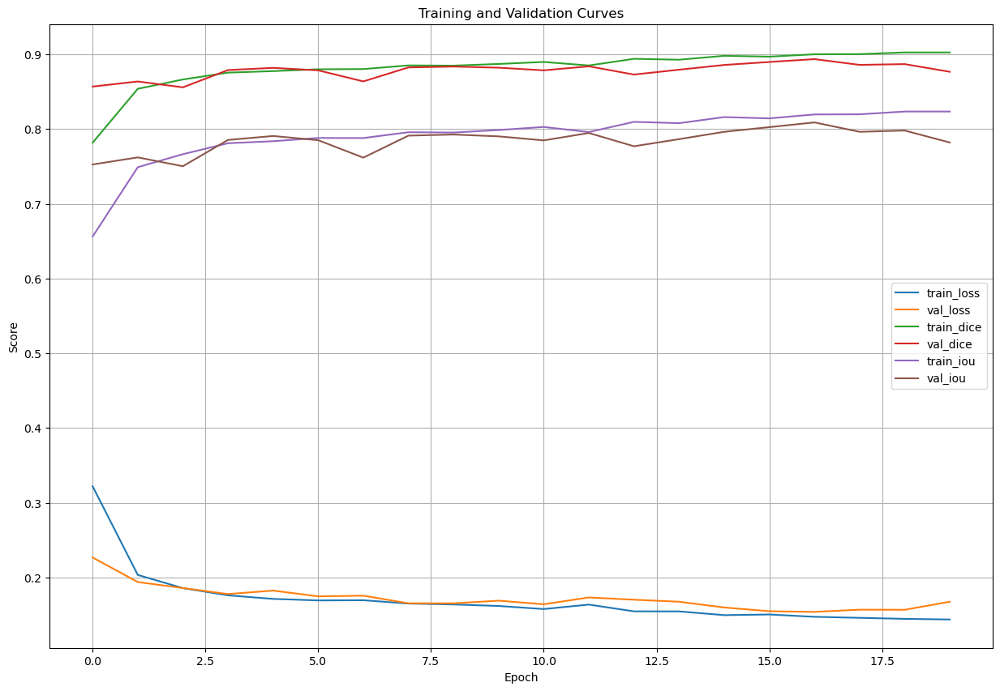 Training and Validation Curves
0.9
0.8
0.7
0.6
0.5
0.4
0.3
0.2
Score
train_loss
val_loss
train_dice
val_dice
train_iou
val_iou
0.0 2.5 5.0 7.5 10.0 12.5 15.0 17.5
Epoch